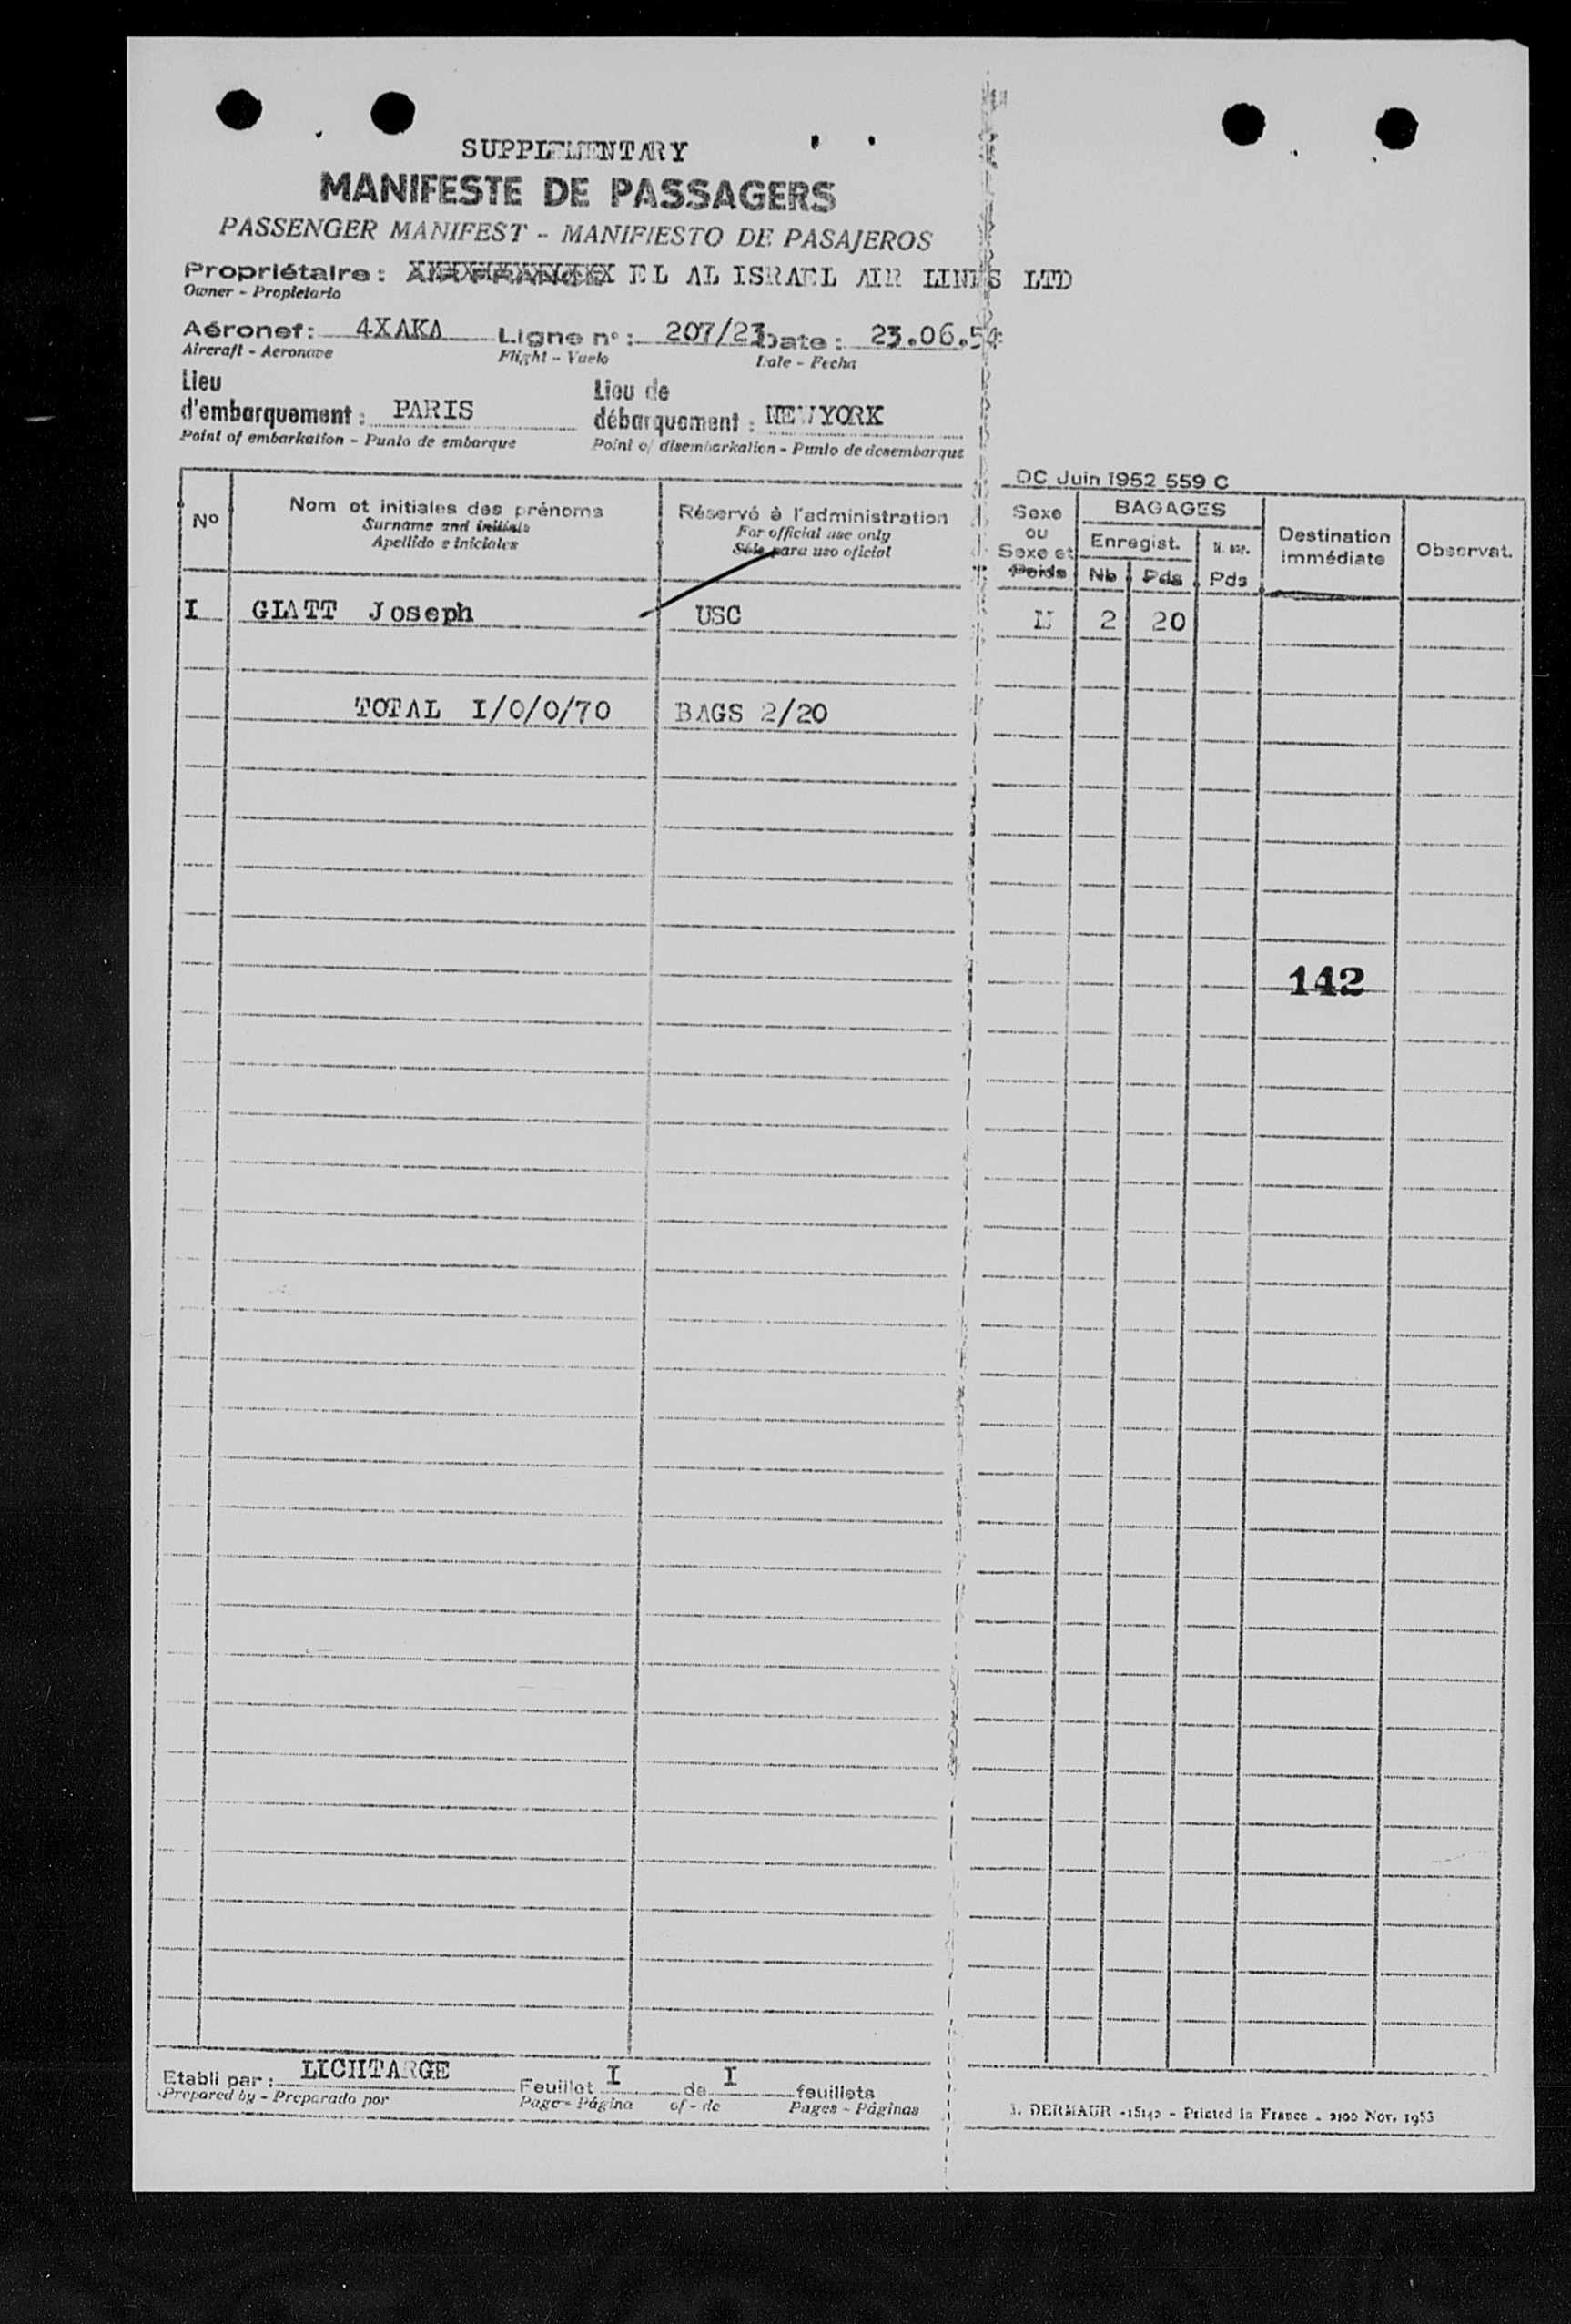 SUPPLEMENTARY
MANIFESTE DE PASSAGERS
PASSENGER MANIFEST - MANIFIESTO DE PASAJEROS
Propriétaire : EL AL ISRAEL AIR LINES LTD
Owner - Propietario
Aéronef : 4XAKA Ligne n° : 207/23 Date : 23.06.54
Aircraft - Aeronave Flight - Vuelo Date - Fecha
Lieu d'embarquement : PARIS Lieu de débarquement : NEWYORK
Point of embarkation - Punto de embarque Point of disembarkation - Punto de desembarque
OC Juin 1952 559 C
N° Nom et initiales des prénoms Réservé à l'administration Sexe ou Sexe et Poids BAGAGES Destination immédiate Observat.
Surname and initials For official use only Enregist.
Apellido e iniciales Sólo para uso oficial Nb Pds Pds
I GLATT Joseph USC M 2 20
TOTAL I/0/0/70 BAGS 2/20
142
Etabli par : LICHTARGE Feuillet I de I feuillets
Prepared by - Preparado por Page - Página of - de Pages - Páginas
DERMAUR - Printed in France - 2100 Nov. 1953